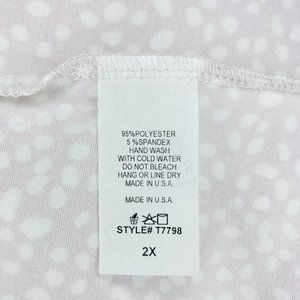 95%POLYESTER
5 %SPANDEX
HAND WASH
WITH COLD WATER
DO NOT BLEACH
HANG OR LINE DRY
MADE IN U.S.A.
MADE IN U.S.A.
STYLE# T7798
2X